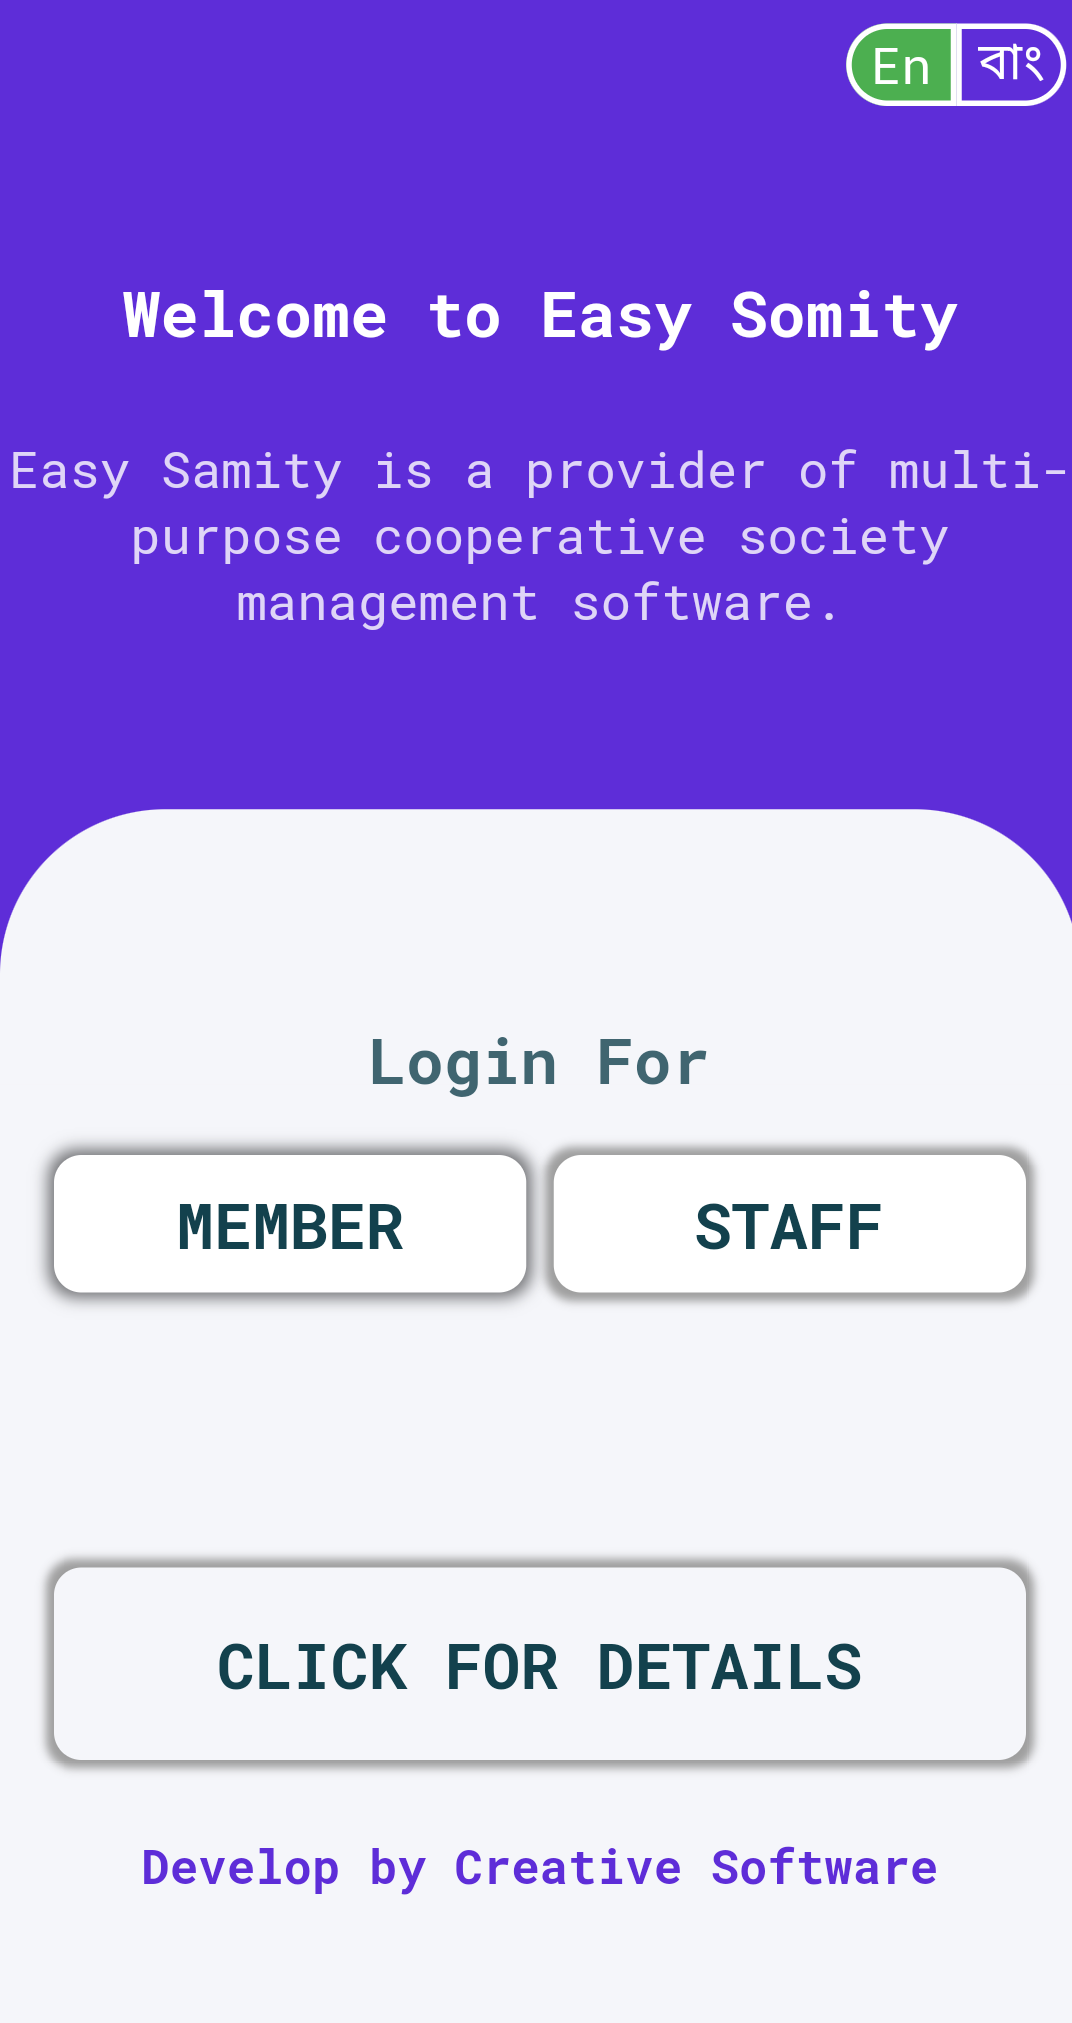 En বাং
Welcome to Easy Somity
Easy Samity is a provider of multi-
purpose cooperative society
management software.
Login For
MEMBER STAFF
CLICK FOR DETAILS
Develop by Creative Software